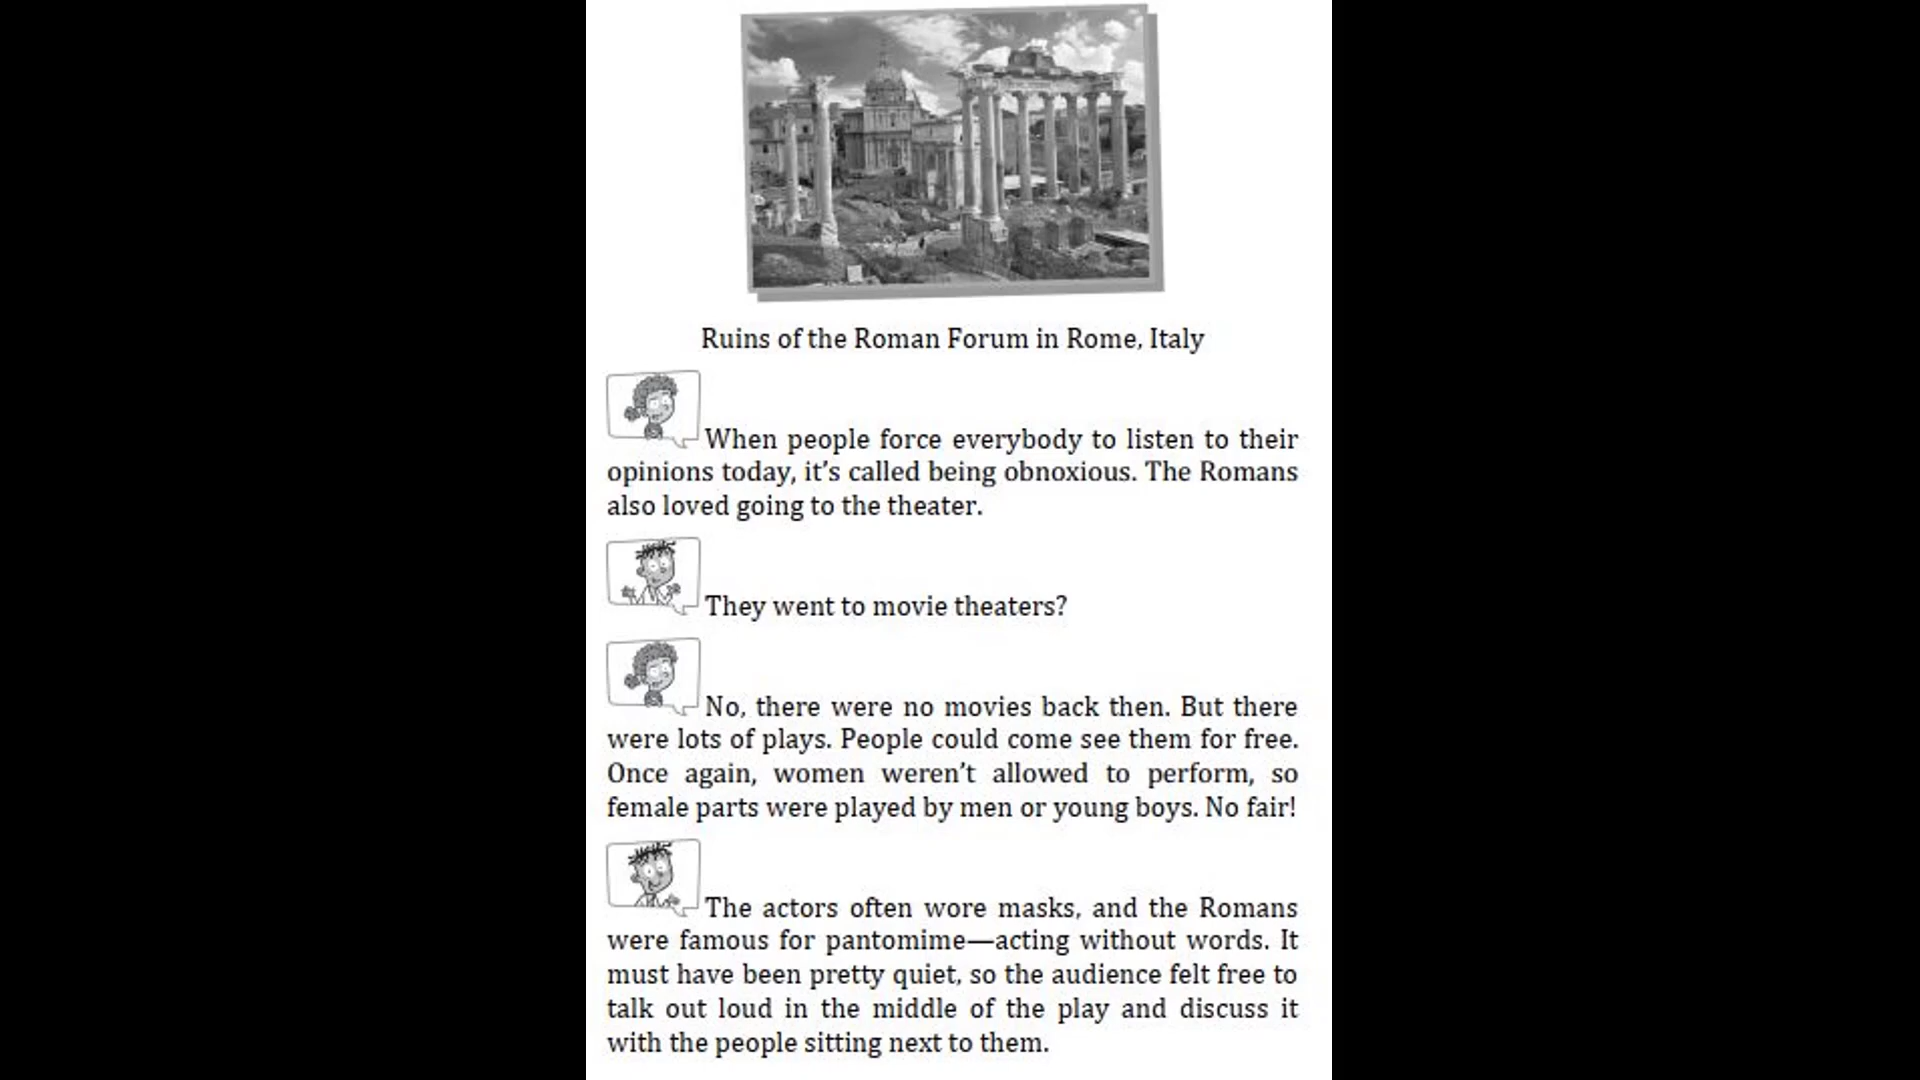 Ruins of the Roman Forum in Rome, Italy
When people force everybody to listen to their
opinions today, it's called being obnoxious. The Romans
also loved going to the theater.
They went to movie theaters?
No, there were no movies back then. But there
were lots of plays. People could come see them for free.
Once again, women weren't allowed to perform, so
female parts were played by men or young boys. No fair!
The actors often wore masks, and the Romans
were famous for pantomime—acting without words. It
must have been pretty quiet, so the audience felt free to
talk out loud in the middle of the play and discuss it
with the people sitting next to them.